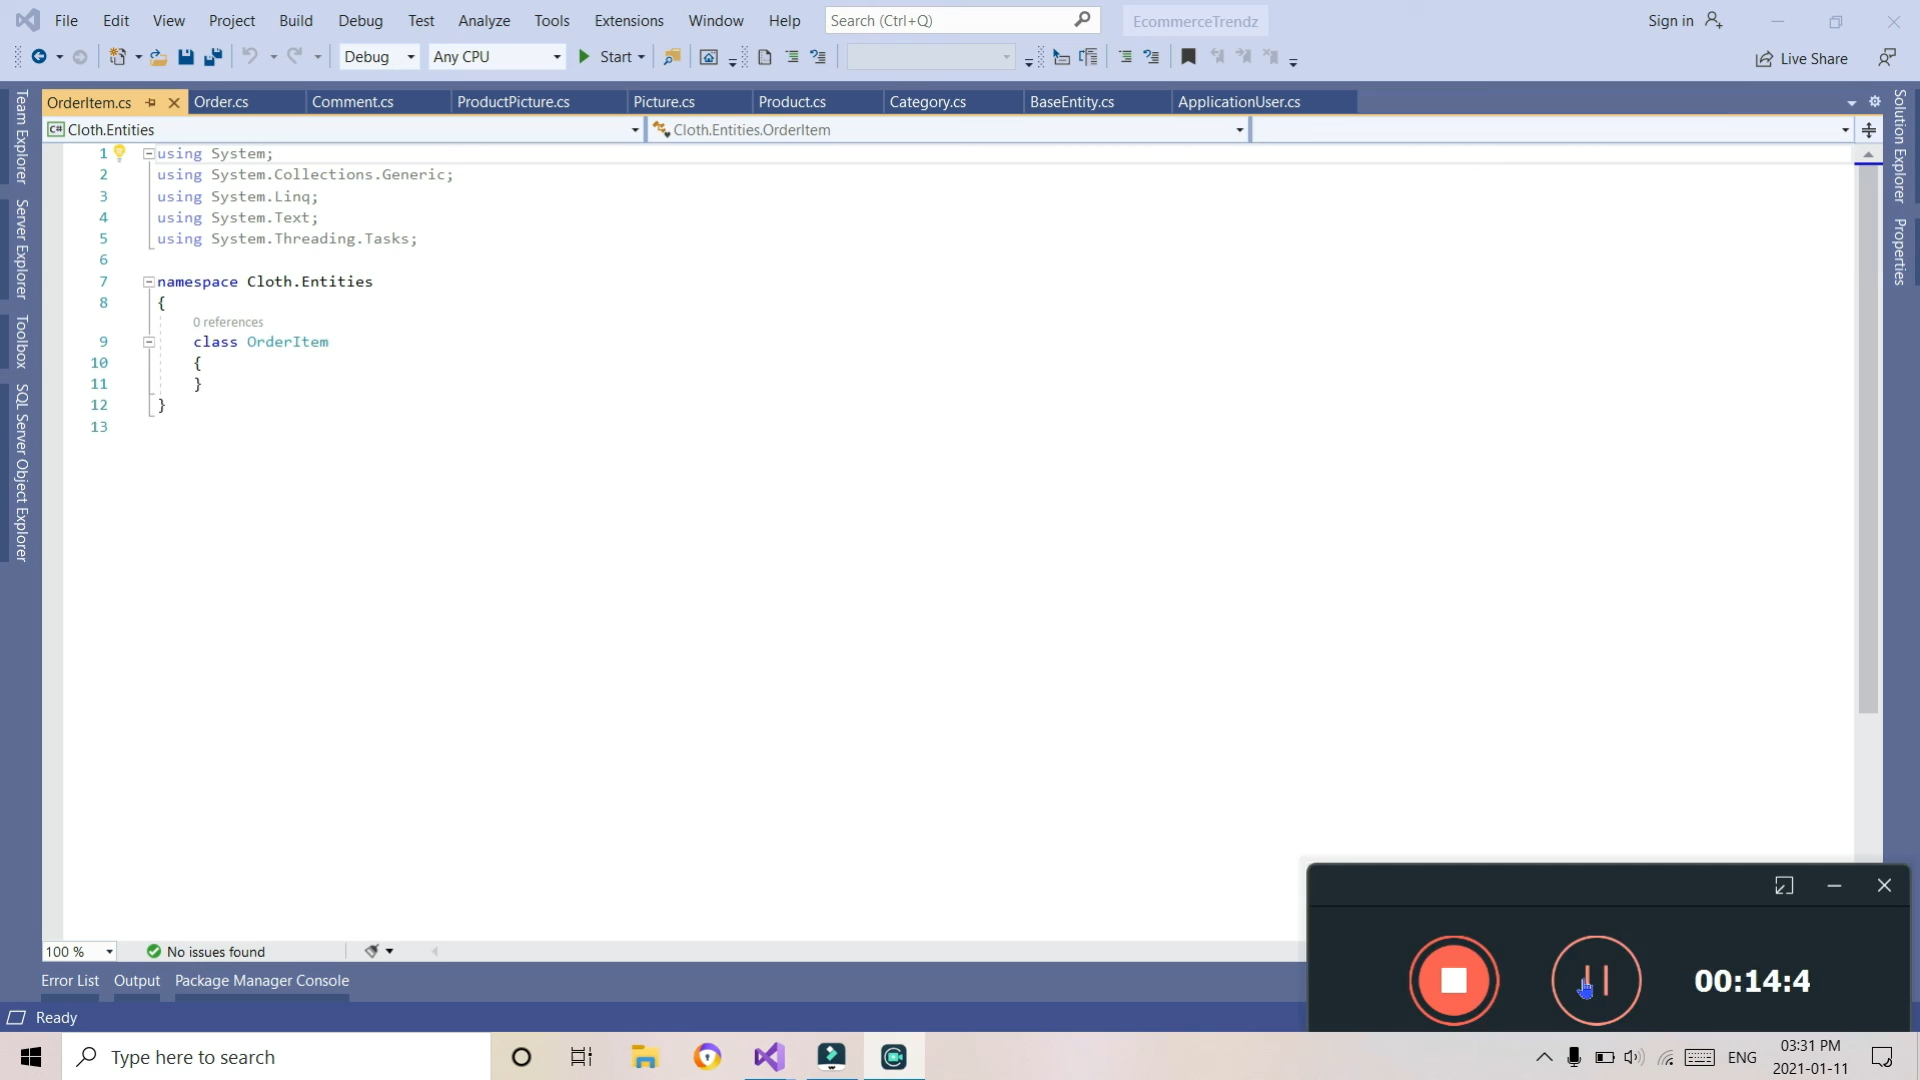 File Edit View Project Build Debug Test Analyze Tools Extensions Window Help Search (Ctrl+Q) EcommerceTrendz Sign in
Debug Any CPU Start Live Share
OrderItem.cs Order.cs Comment.cs ProductPicture.cs Picture.cs Product.cs Category.cs BaseEntity.cs ApplicationUser.cs
C# Cloth.Entities Cloth.Entities.OrderItem
Team Explorer
Server Explorer
Toolbox
SQL Server Object Explorer
1 using System;
2 using System.Collections.Generic;
3 using System.Linq;
4 using System.Text;
5 using System.Threading.Tasks;
6
7 namespace Cloth.Entities
8 {
0 references
9 class OrderItem
10 {
11 }
12 }
13
Solution Explorer
Properties
100 % No issues found
Error List Output Package Manager Console
00:14:4
Ready
Type here to search
ENG
03:31 PM
2021-01-11